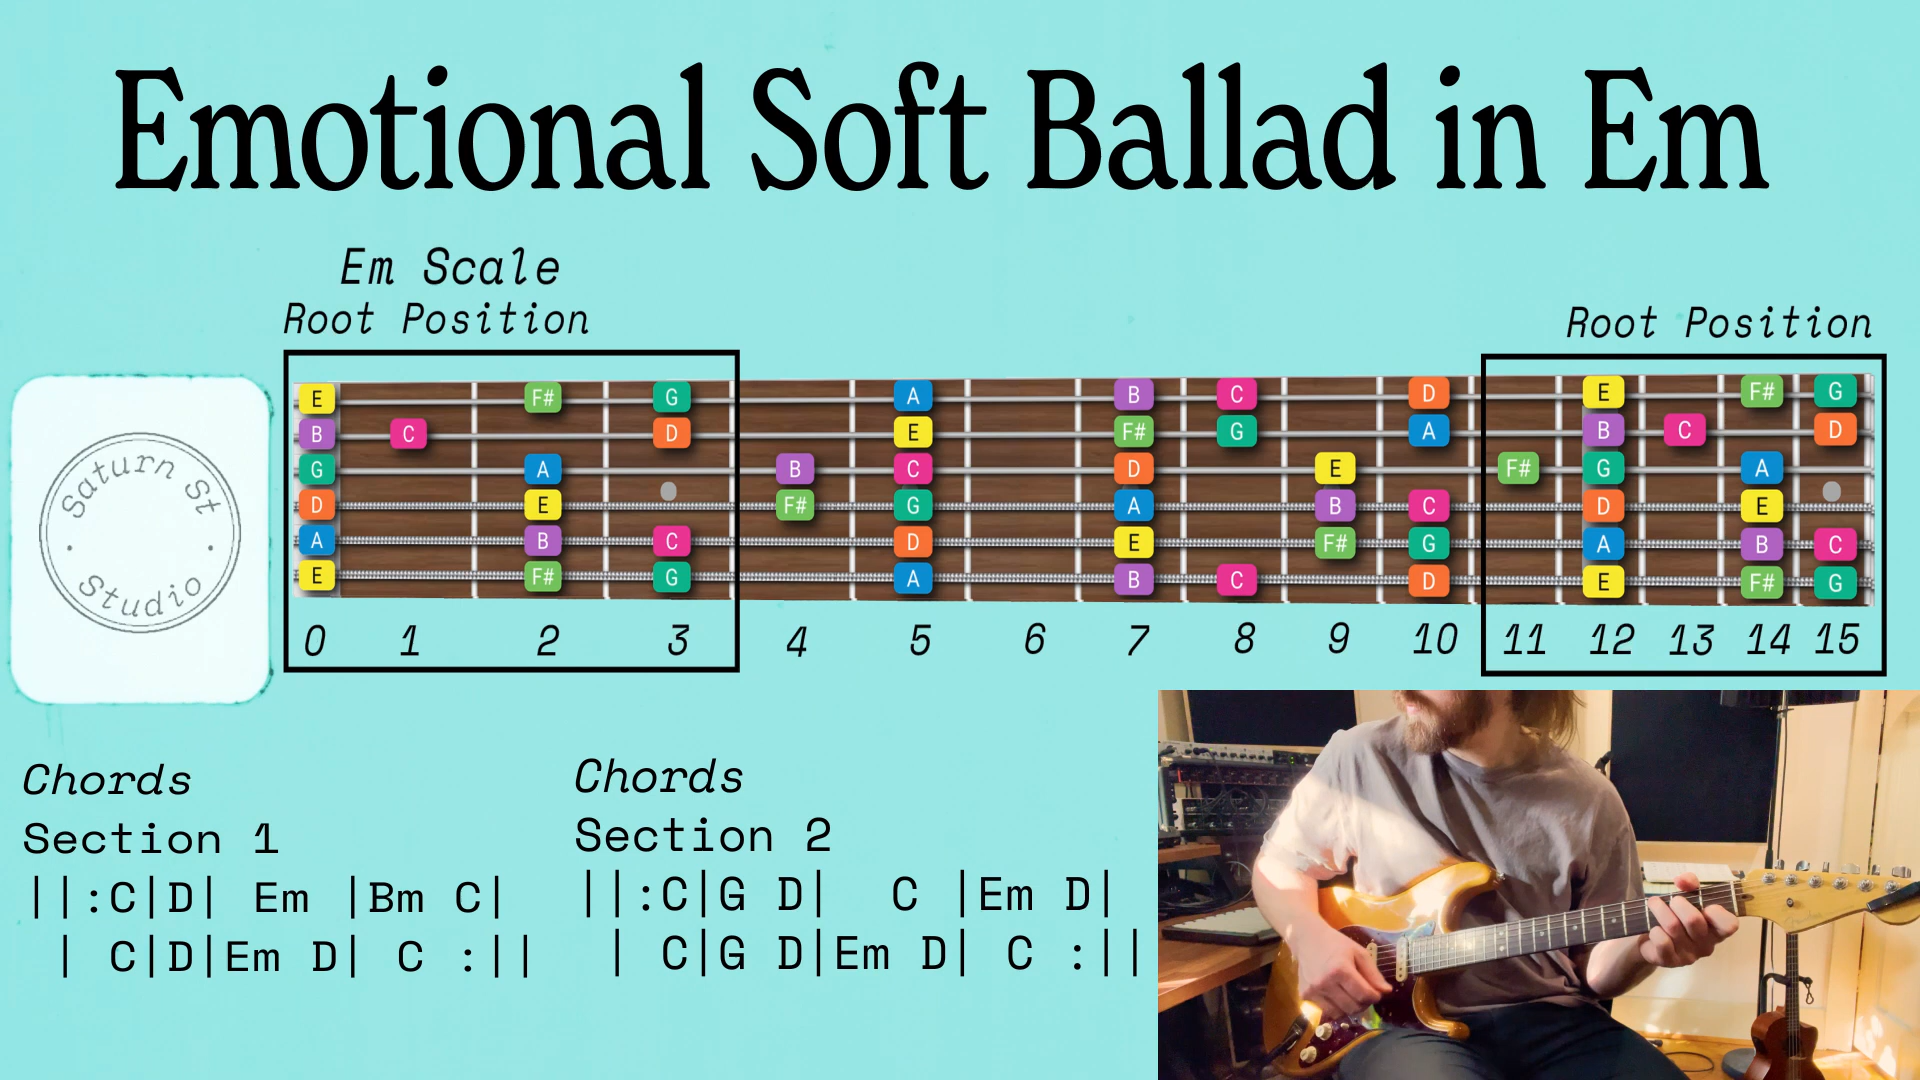 Emotional Soft Ballad in Em
Em Scale
Root Position
Root Position
Saturn St
Studio
E F# G A B C D E F# G
B C D E F# G A B C D
G A B C D E F# G A
D E F# G A B C D E
A B C D E F# G A B C
E F# G A B C D E F# G
0 1 2 3 4 5 6 7 8 9 10 11 12 13 14 15
Chords
Section 1
||:C|D| Em |Bm C|
| C|D|Em D| C :||
Chords
Section 2
||:C|G D| C |Em D|
| C|G D|Em D| C :||